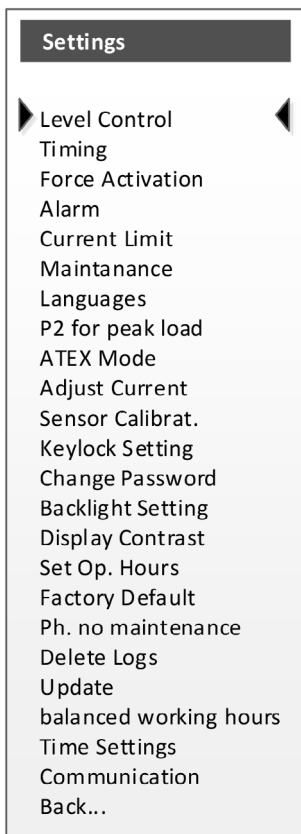 Settings
Level Control
Timing
Force Activation
Alarm
Current Limit
Maintanance
Languages
P2 for peak load
ATEX Mode
Adjust Current
Sensor Calibrat.
Keylock Setting
Change Password
Backlight Setting
Display Contrast
Set Op. Hours
Factory Default
Ph. no maintenance
Delete Logs
Update
balanced working hours
Time Settings
Communication
Back...